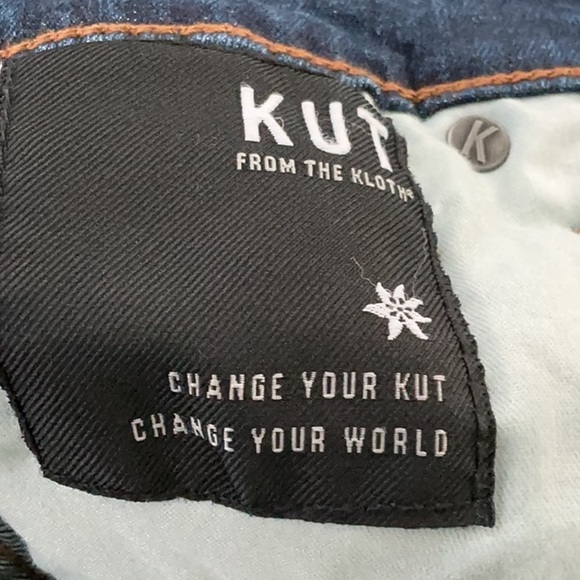 KUT
FROM THE KLOTH®
K
CHANGE YOUR KUT
CHANGE YOUR WORLD